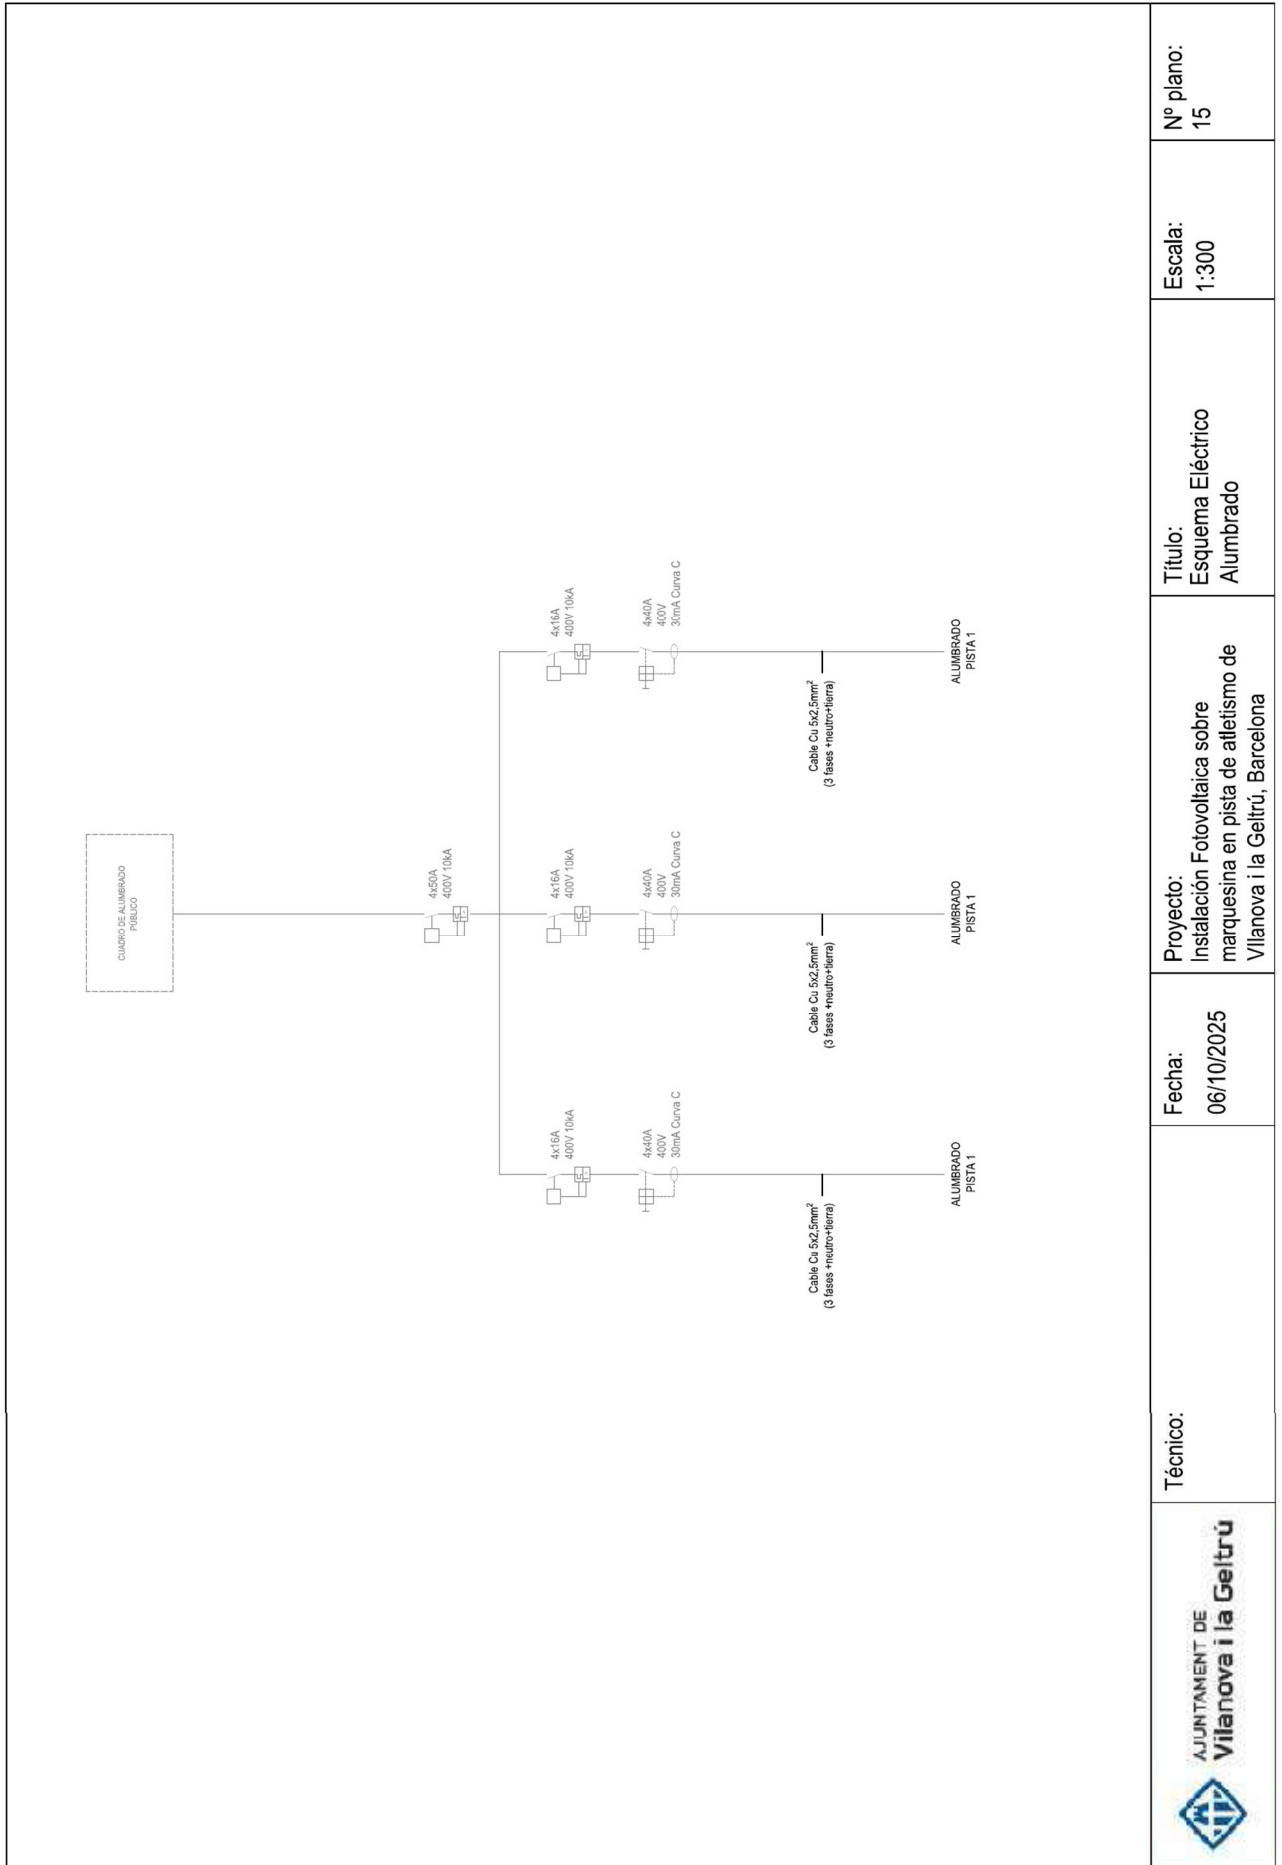 CUADRO DE ALUMBRADO
PÚBLICO
4x50A
400V 10kA
4x16A
400V 10kA
4x16A
400V 10kA
4x16A
400V 10kA
4x40A
400V
30mA Curva C
4x40A
400V
30mA Curva C
4x40A
400V
30mA Curva C
Cable Cu 5x2,5mm²
(3 fases +neutro+tierra)
Cable Cu 5x2,5mm²
(3 fases +neutro+tierra)
Cable Cu 5x2,5mm²
(3 fases +neutro+tierra)
ALUMBRADO
PISTA 1
ALUMBRADO
PISTA 1
ALUMBRADO
PISTA 1
AJUNTAMENT DE
Vilanova i la Geltrú
Técnico:
Fecha:
06/10/2025
Proyecto:
Instalación Fotovoltaica sobre
marquesina en pista de atletismo de
VIlanova i la Geltrú, Barcelona
Título:
Esquema Eléctrico
Alumbrado
Escala:
1:300
Nº plano:
15